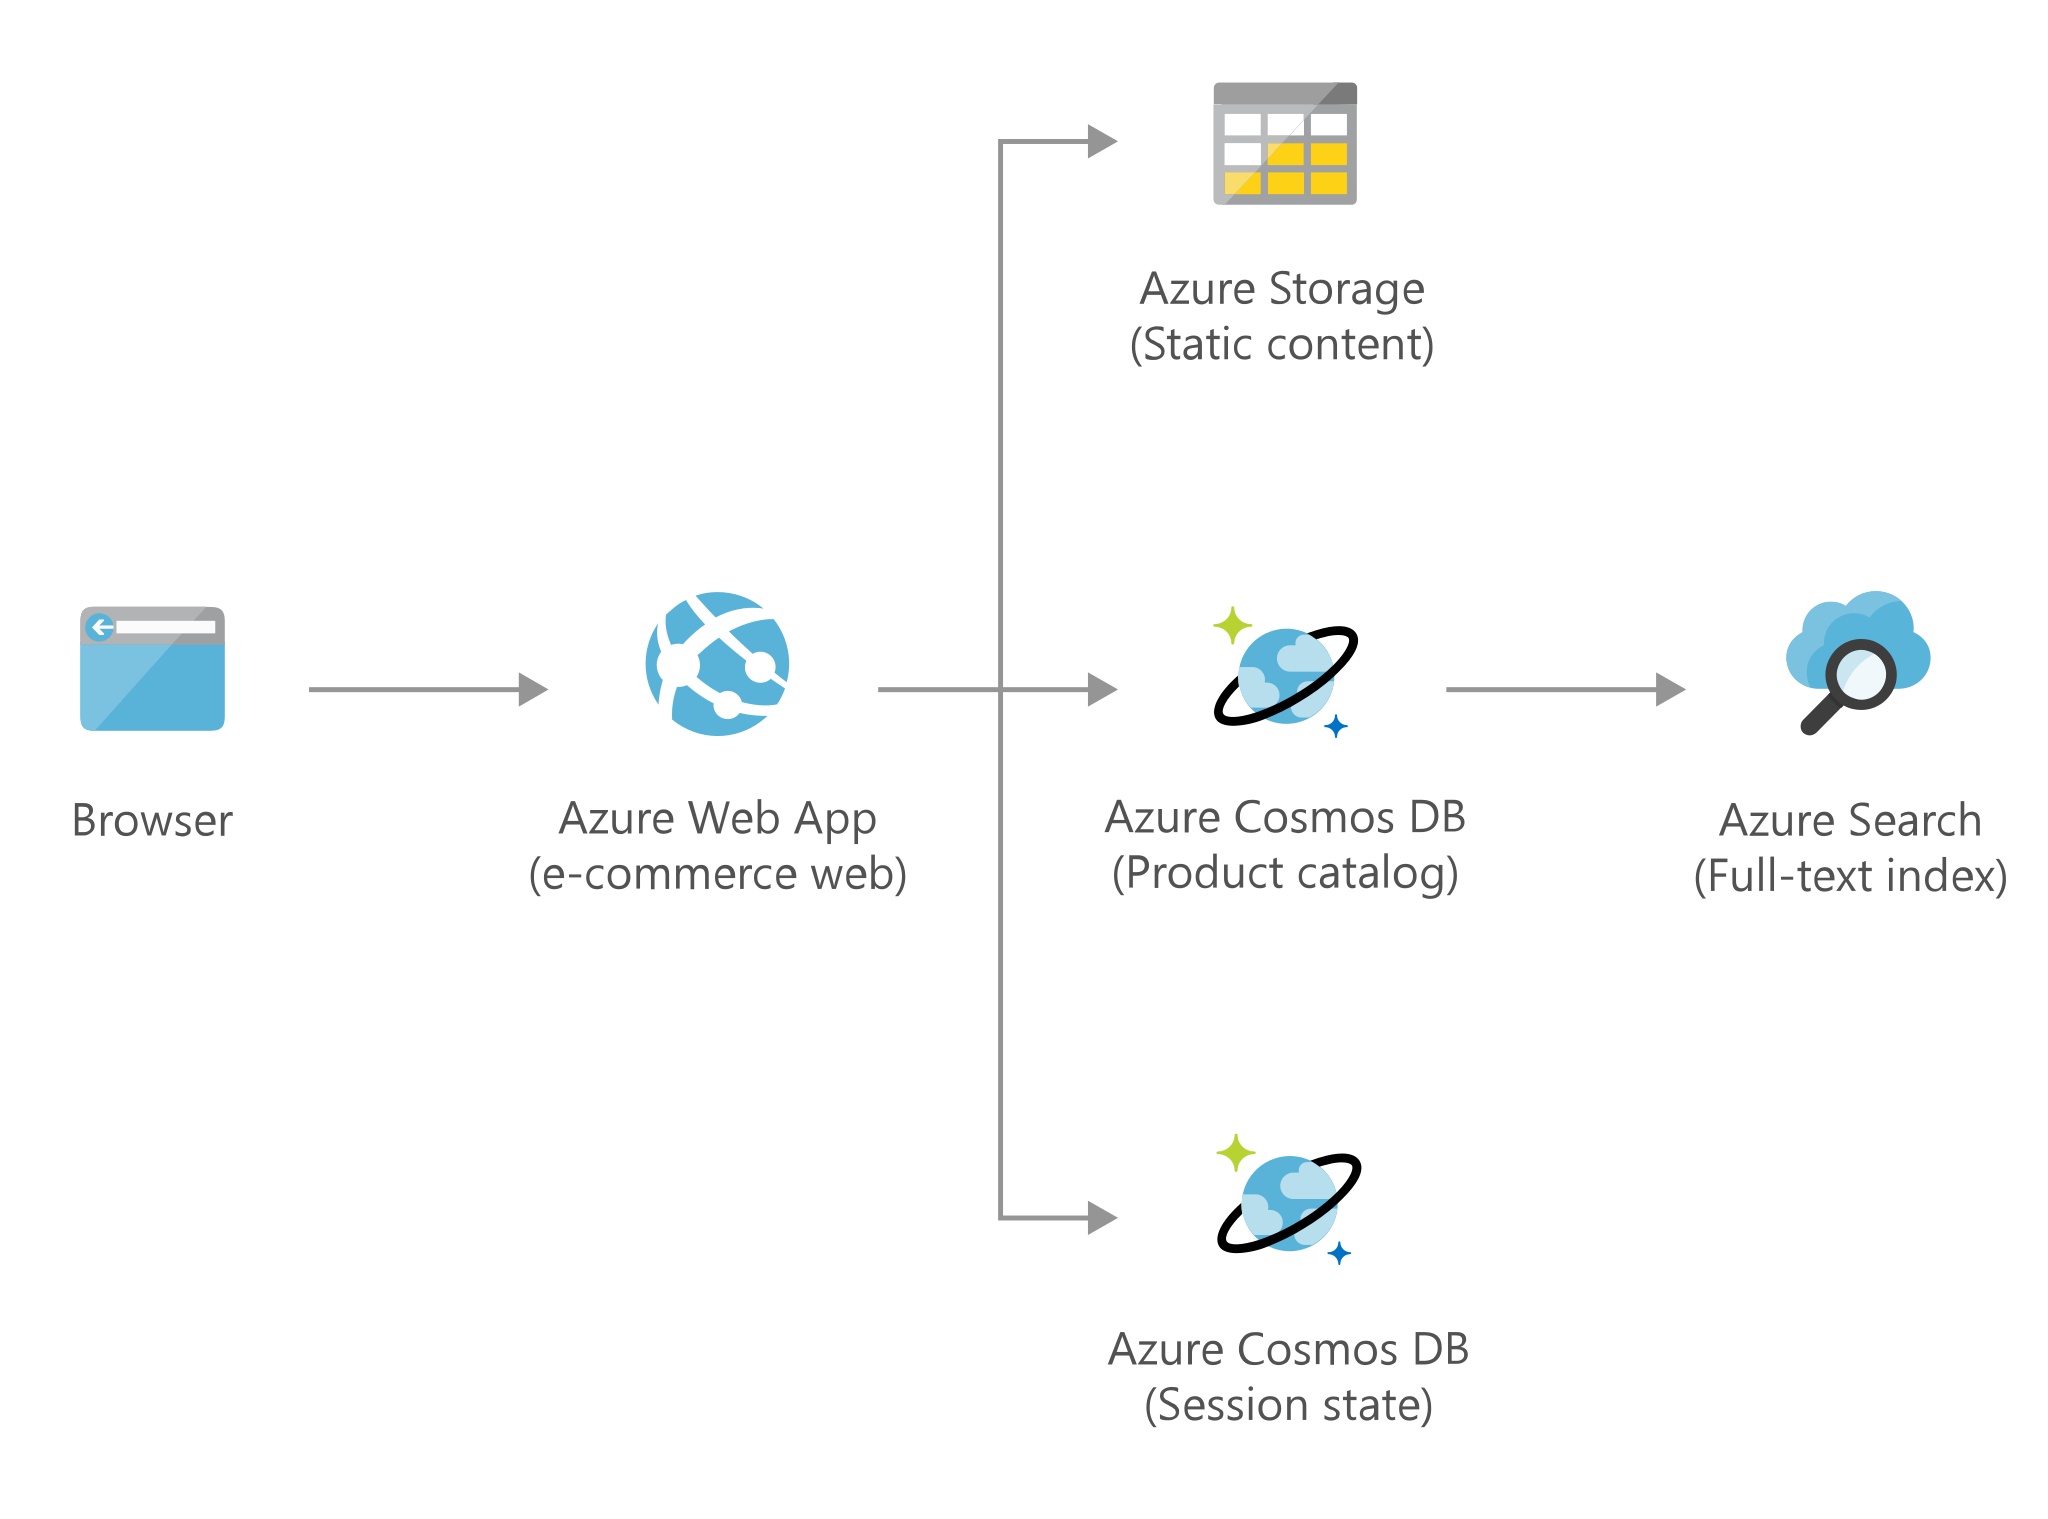 Azure Storage
(Static content)
Browser
Azure Web App
(e-commerce web)
Azure Cosmos DB
(Product catalog)
Azure Search
(Full-text index)
Azure Cosmos DB
(Session state)